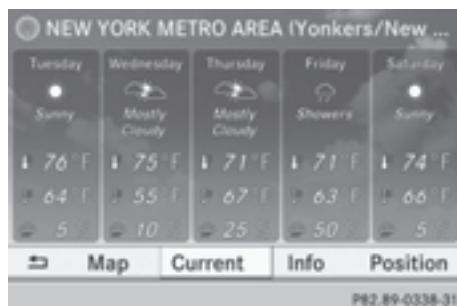 NEW YORK METRO AREA (Yonkers/New ...
Tuesday Wednesday Thursday Friday Saturday
Sunny Mostly Cloudy Mostly Cloudy Showers Sunny
76°F 75°F 71°F 71°F 74°F
64°F 55°F 67°F 63°F 66°F
5% 10% 25% 50% 5%
Map Current Info Position
P82.89-0338-31